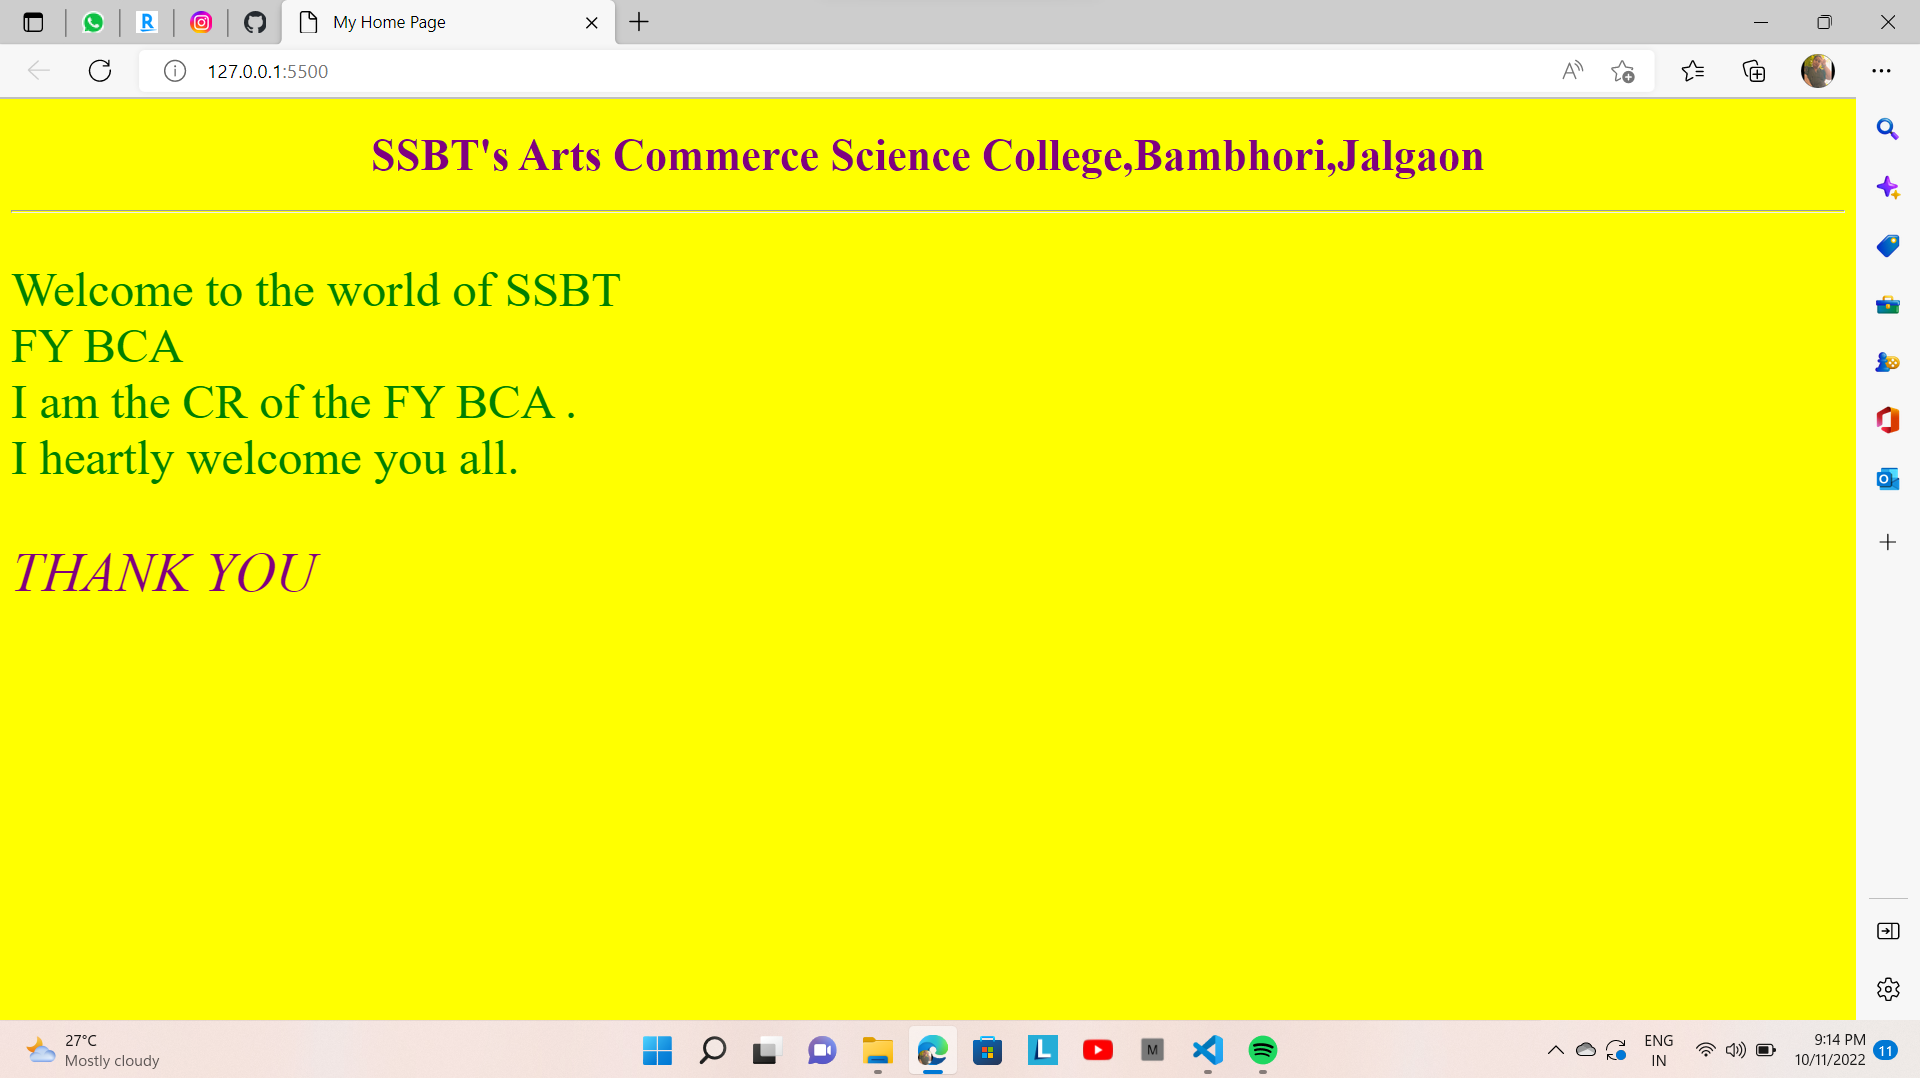 My Home Page
127.0.0.1:5500
SSBT's Arts Commerce Science College,Bambhori,Jalgaon
Welcome to the world of SSBT
FY BCA
I am the CR of the FY BCA .
I heartly welcome you all.
THANK YOU
27°C
Mostly cloudy
ENG
IN
9:14 PM
10/11/2022
11